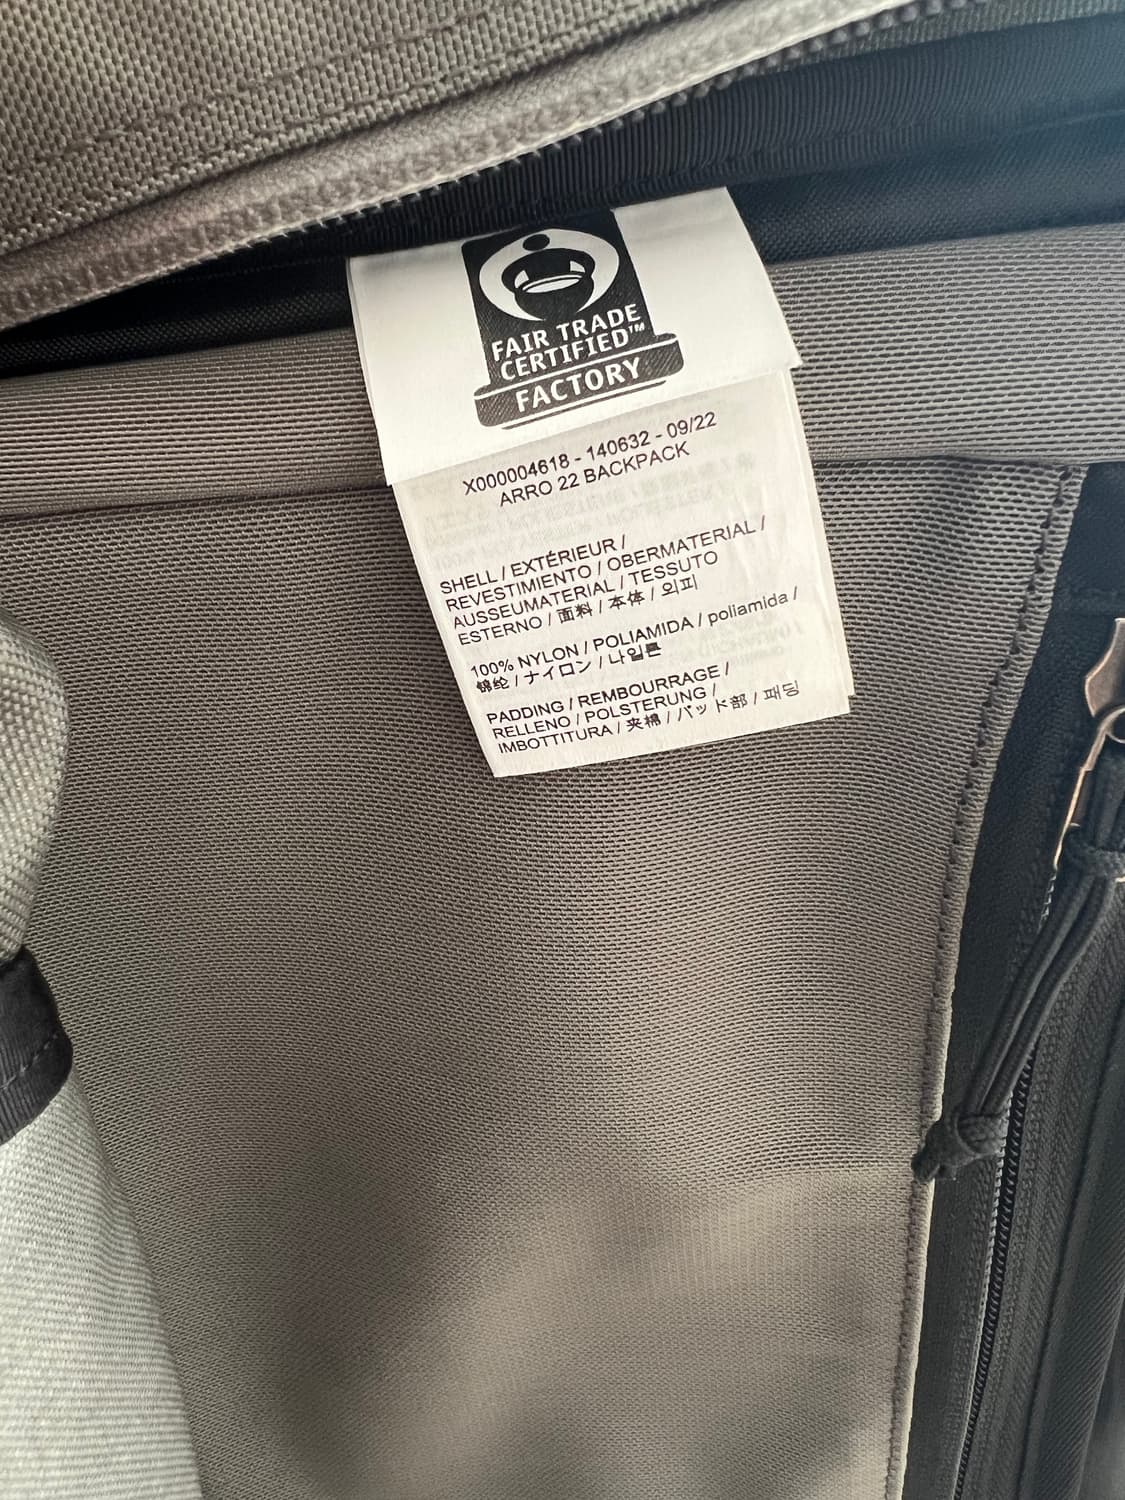 FAIR TRADE
CERTIFIED™
FACTORY
X000004618 - 140632 - 09/22
ARRO 22 BACKPACK
SHELL / EXTÉRIEUR /
REVESTIMIENTO / OBERMATERIAL /
AUSSEUMATERIAL / TESSUTO
ESTERNO / 面料 / 本体 / 외피
100% NYLON / POLIAMIDA / poliamida /
锦纶 / ナイロン / 나일론
PADDING / REMBOURRAGE /
RELLENO / POLSTERUNG /
IMBOTTITURA / 夹棉 / パッド部 / 패딩